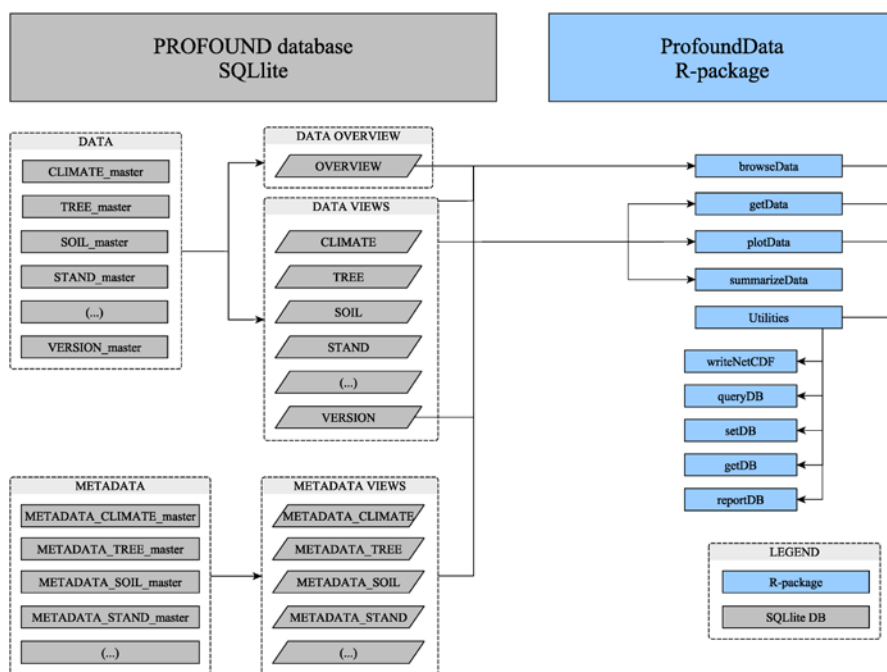 PROFOUND database
SQLlite
ProfoundData
R-package
DATA
CLIMATE_master
TREE_master
SOIL_master
STAND_master
(...)
VERSION_master
DATA OVERVIEW
OVERVIEW
DATA VIEWS
CLIMATE
TREE
SOIL
STAND
(...)
VERSION
browseData
getData
plotData
summarizeData
Utilities
writeNetCDF
queryDB
setDB
getDB
reportDB
METADATA
METADATA_CLIMATE_master
METADATA_TREE_master
METADATA_SOIL_master
METADATA_STAND_master
(...)
METADATA VIEWS
METADATA_CLIMATE
METADATA_TREE
METADATA_SOIL
METADATA_STAND
(...)
LEGEND
R-package
SQLlite DB